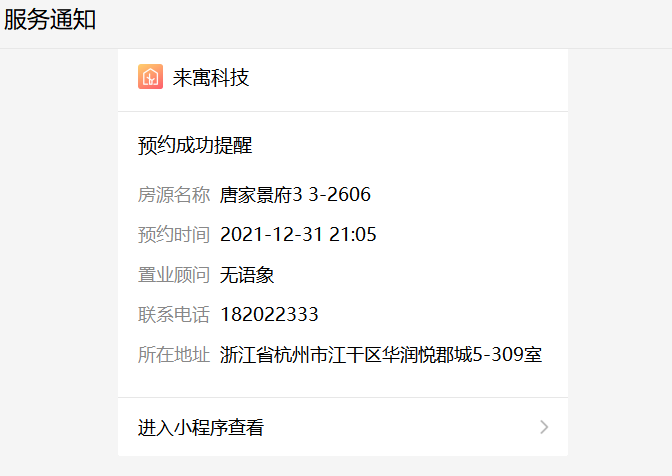 服务通知
来寓科技
预约成功提醒
房源名称 唐家景府3 3-2606
预约时间 2021-12-31 21:05
置业顾问 无语象
联系电话 182022333
所在地址 浙江省杭州市江干区华润悦郡城5-309室
进入小程序查看